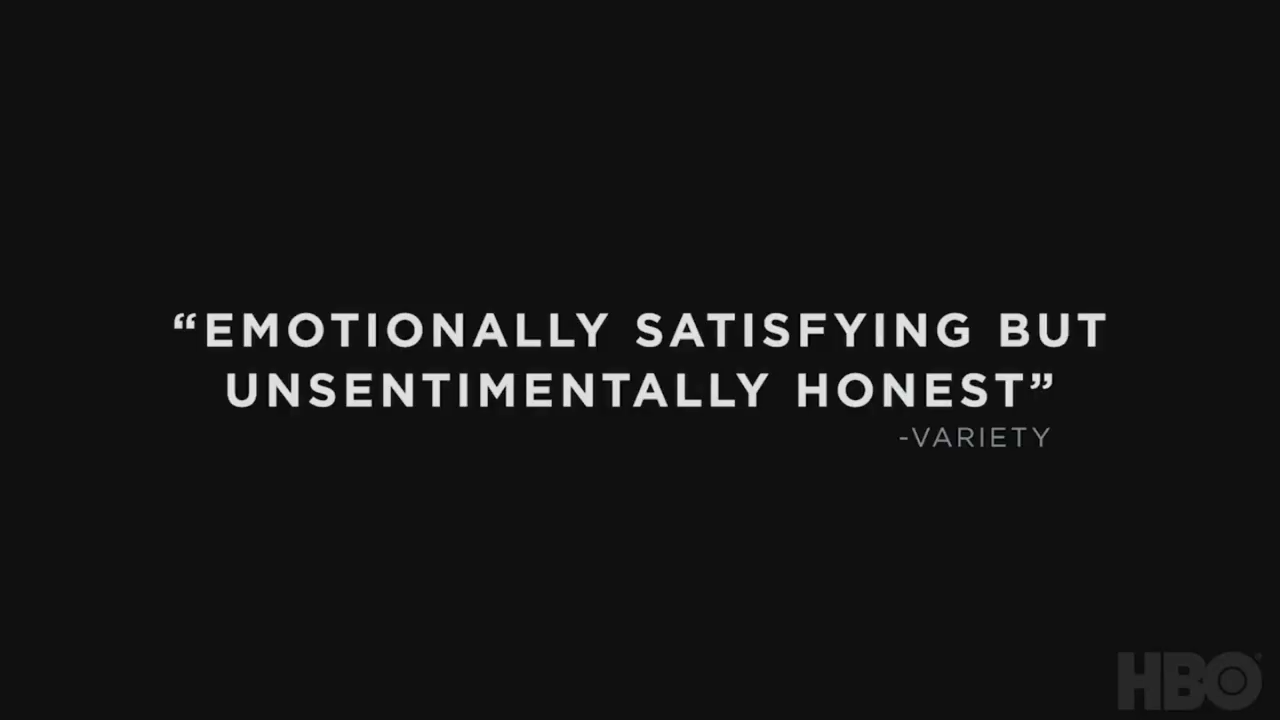 “EMOTIONALLY SATISFYING BUT
UNSENTIMENTALLY HONEST”
-VARIETY
HBO